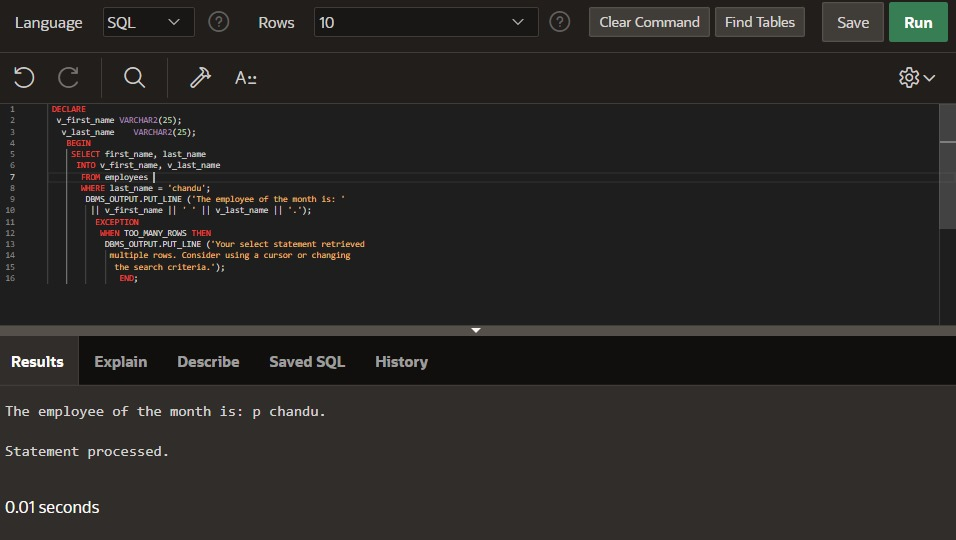 Language SQL Rows 10 Clear Command Find Tables Save Run
A::
1 DECLARE
2 v_first_name VARCHAR2(25);
3 v_last_name VARCHAR2(25);
4 BEGIN
5 SELECT first_name, last_name
6 INTO v_first_name, v_last_name
7 FROM employees
8 WHERE last_name = 'chandu';
9 DBMS_OUTPUT.PUT_LINE ('The employee of the month is: '
10 || v_first_name || ' ' || v_last_name || '.');
11 EXCEPTION
12 WHEN TOO_MANY_ROWS THEN
13 DBMS_OUTPUT.PUT_LINE ('Your select statement retrieved
14 multiple rows. Consider using a cursor or changing
15 the search criteria.');
16 END;
Results Explain Describe Saved SQL History
The employee of the month is: p chandu.
Statement processed.
0.01 seconds